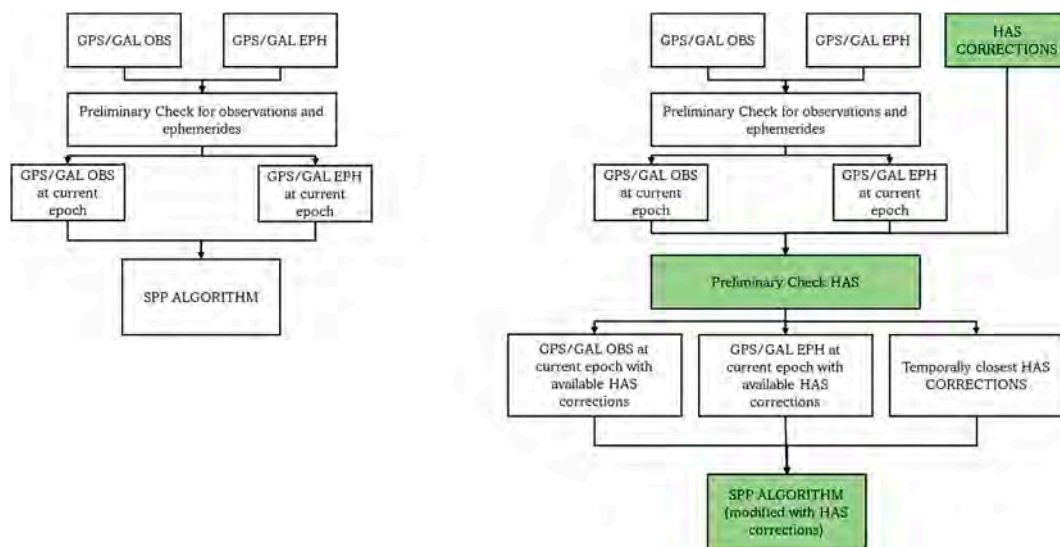 GPS/GAL OBS
GPS/GAL EPH
Preliminary Check for observations and
ephemerides
GPS/GAL OBS
at current
epoch
GPS/GAL EPH
at current
epoch
SPP ALGORITHM
GPS/GAL OBS
GPS/GAL EPH
HAS
CORRECTIONS
Preliminary Check for observations and
ephemerides
GPS/GAL OBS
at current
epoch
GPS/GAL EPH
at current
epoch
Preliminary Check HAS
GPS/GAL OBS at
current epoch with
available HAS
corrections
GPS/GAL EPH at
current epoch with
available HAS
corrections
Temporally closest HAS
CORRECTIONS
SPP ALGORITHM
(modified with HAS
corrections)